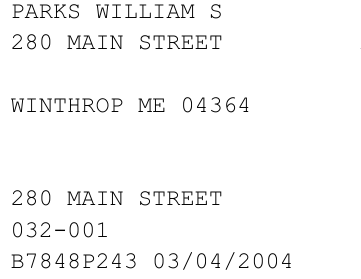 PARKS WILLIAM S
280 MAIN STREET
WINTHROP ME 04364
280 MAIN STREET
032-001
B7848P243 03/04/2004